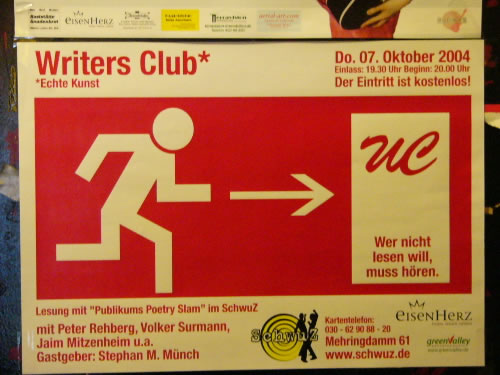 EISENHERZ
Writers Club*
*Echte Kunst
Do. 07. Oktober 2004
Einlass: 19.30 Uhr Beginn: 20.00 Uhr
Der Eintritt ist kostenlos!
UC
Wer nicht
lesen will,
muss hören.
Lesung mit "Publikums Poetry Slam" im SchwuZ
mit Peter Rehberg, Volker Surmann,
Jaim Mitzenheim u.a.
Gastgeber: Stephan M. Münch
SchwuZ
Kartentelefon:
030 - 62 90 88 - 20
Mehringdamm 61
www.schwuz.de
EISENHERZ
greenValley